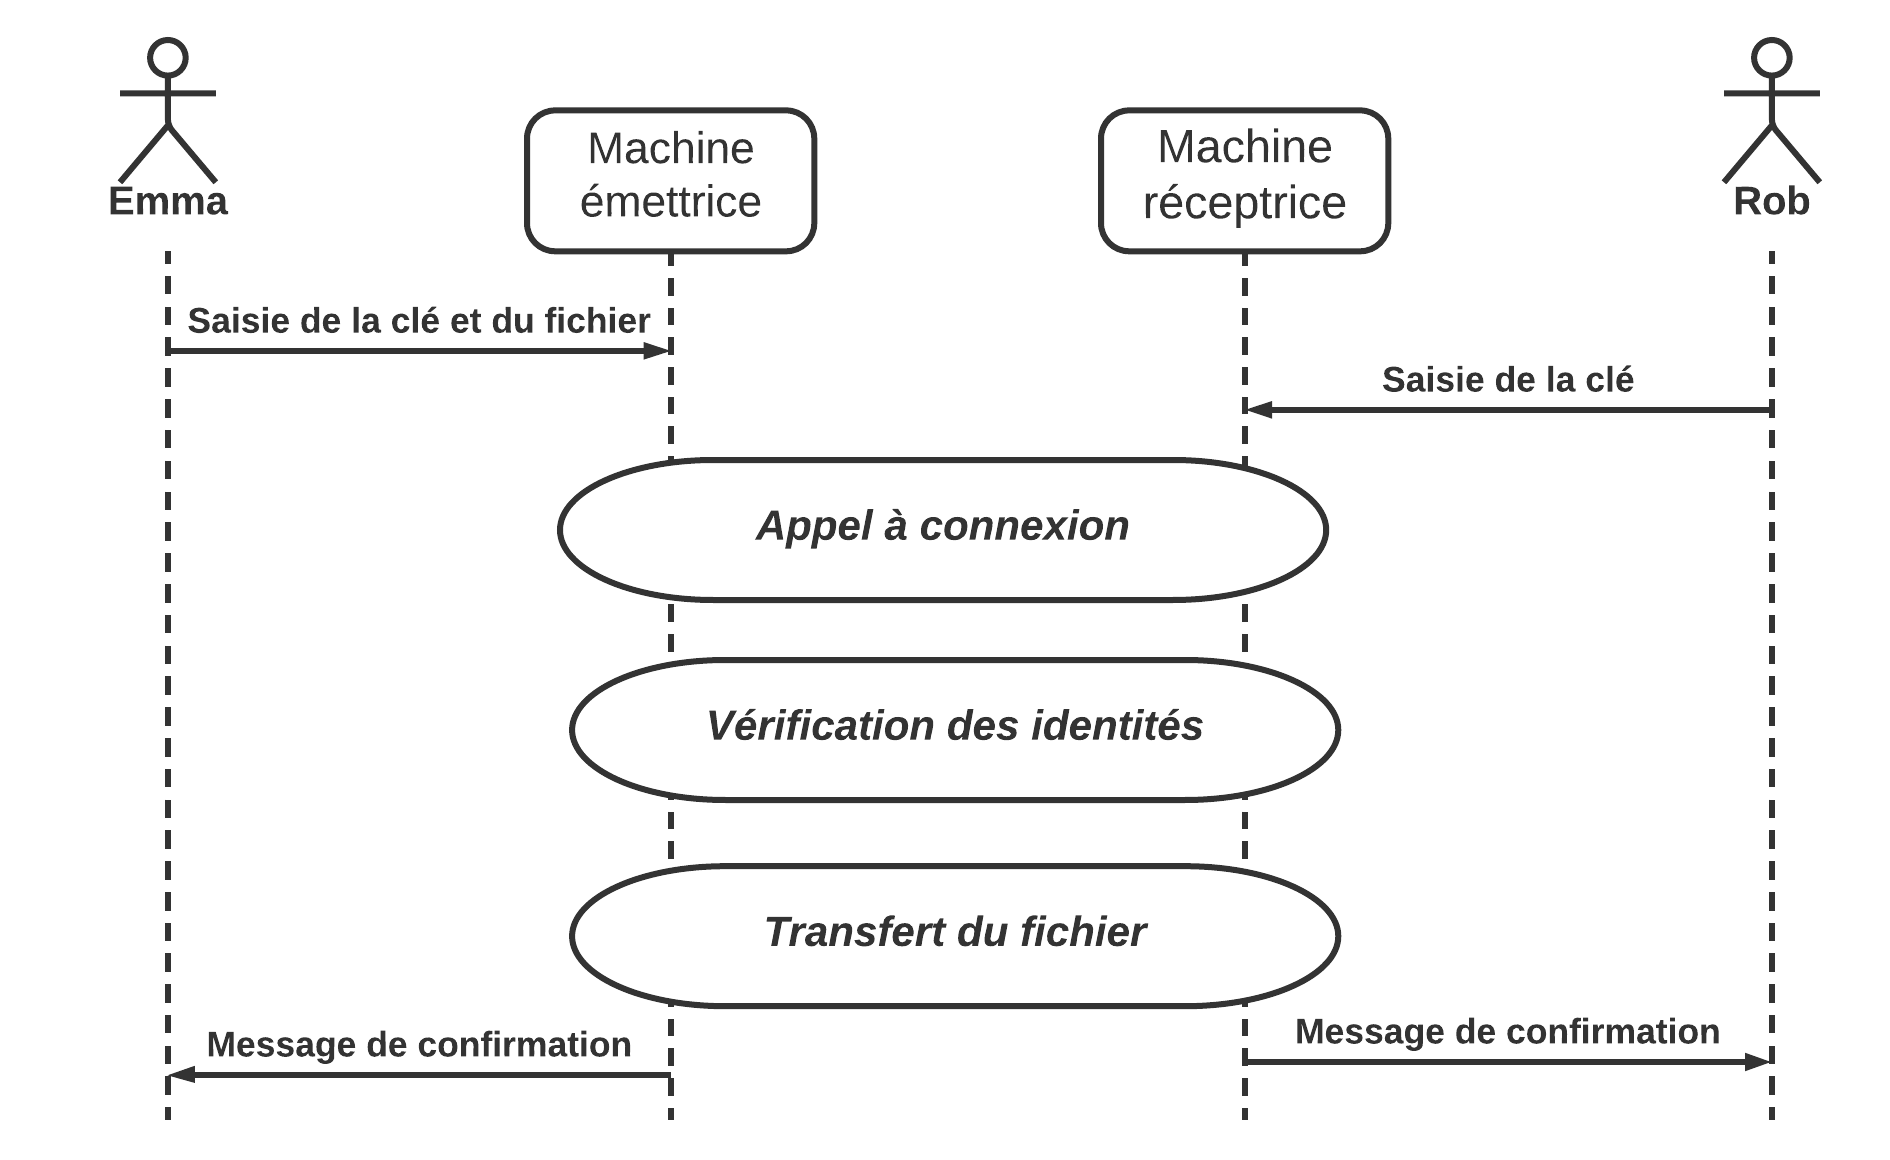 Emma
Machine
émettrice
Machine
réceptrice
Rob
Saisie de la clé et du fichier
Saisie de la clé
Appel à connexion
Vérification des identités
Transfert du fichier
Message de confirmation
Message de confirmation